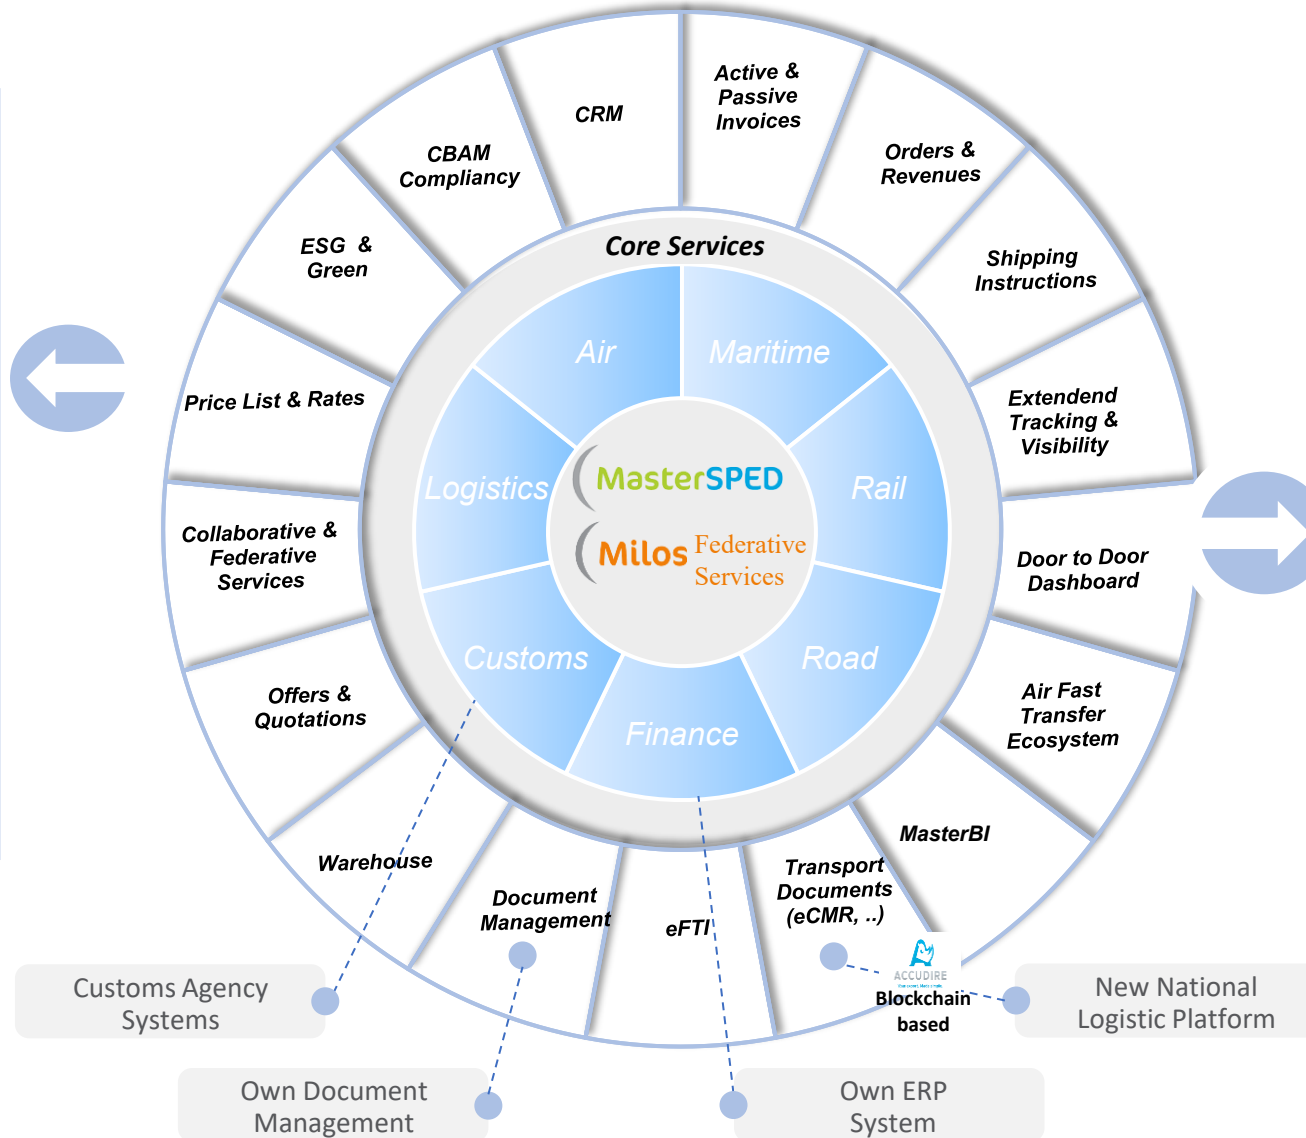 CRM
Active &
Passive
Invoices
Orders &
Revenues
Shipping
Instructions
Extendend
Tracking &
Visibility
Door to Door
Dashboard
Air Fast
Transfer
Ecosystem
MasterBI
Transport
Documents
(eCMR, ..)
eFTI
Document
Management
Warehouse
Offers &
Quotations
Collaborative &
Federative
Services
Price List & Rates
ESG &
Green
CBAM
Compliancy
Core Services
Air
Maritime
Rail
Road
Finance
Customs
Logistics
MasterSPED
Milos Federative
Services
ACCUDIRE
Blockchain
based
Customs Agency
Systems
Own Document
Management
Own ERP
System
New National
Logistic Platform